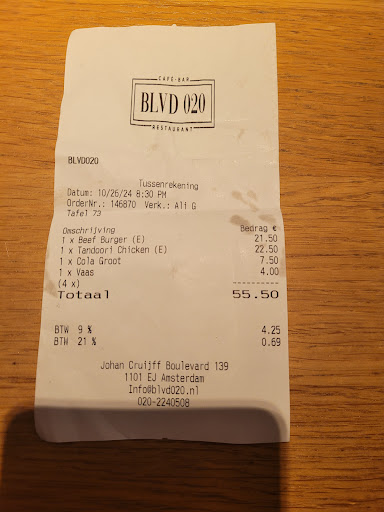 CAFE-BAR
BLVD 020
RESTAURANT
BLVD020
Tussenrekening
Datum: 10/26/24 8:30 PM
OrderNr.: 146870 Verk.: Ali G
Tafel 73
Omschrijving Bedrag €
1 x Beef Burger (E) 21.50
1 x Tandoori Chicken (E) 22.50
1 x Cola Groot 7.50
1 x Vaas 4.00
(4 x) ----------
Totaal 55.50
BTW 9 % 4.25
BTW 21 % 0.69
Johan Cruijff Boulevard 139
1101 EJ Amsterdam
Info@blvd020.nl
020-2240508